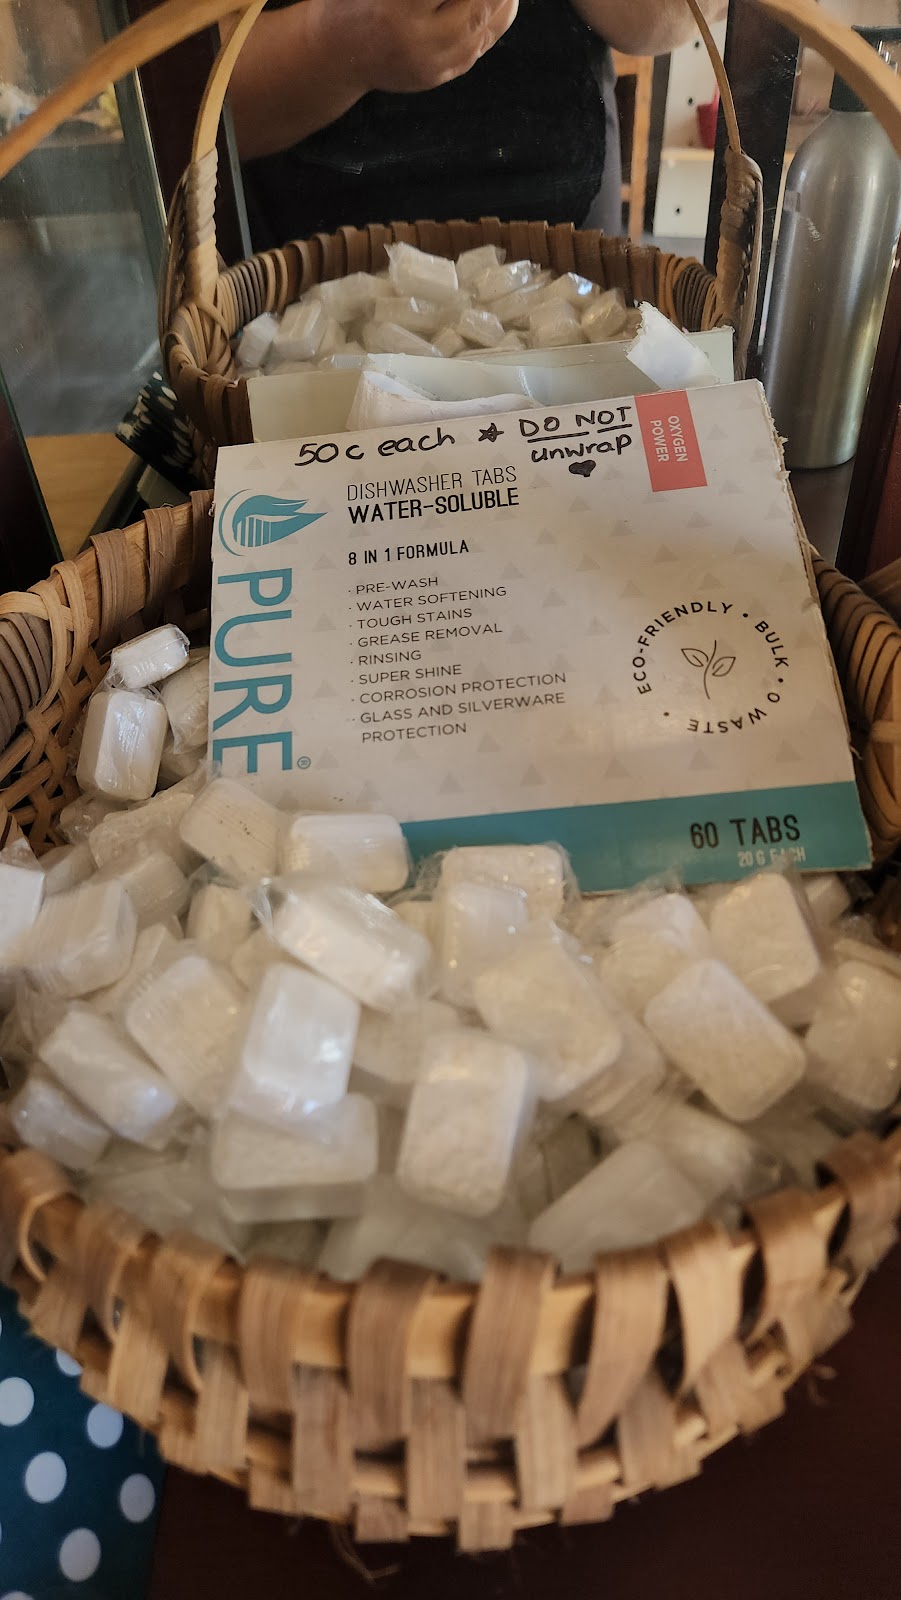 50c each ☆ DO NOT
unwrap
♥
OXYGEN
POWER
DISHWASHER TABS
WATER-SOLUBLE
PURE®
8 IN 1 FORMULA
· PRE-WASH
· WATER SOFTENING
· TOUGH STAINS
· GREASE REMOVAL
· RINSING
· SUPER SHINE
· CORROSION PROTECTION
· GLASS AND SILVERWARE
PROTECTION
ECO-FRIENDLY • BULK • 0 WASTE •
60 TABS
20 G EACH